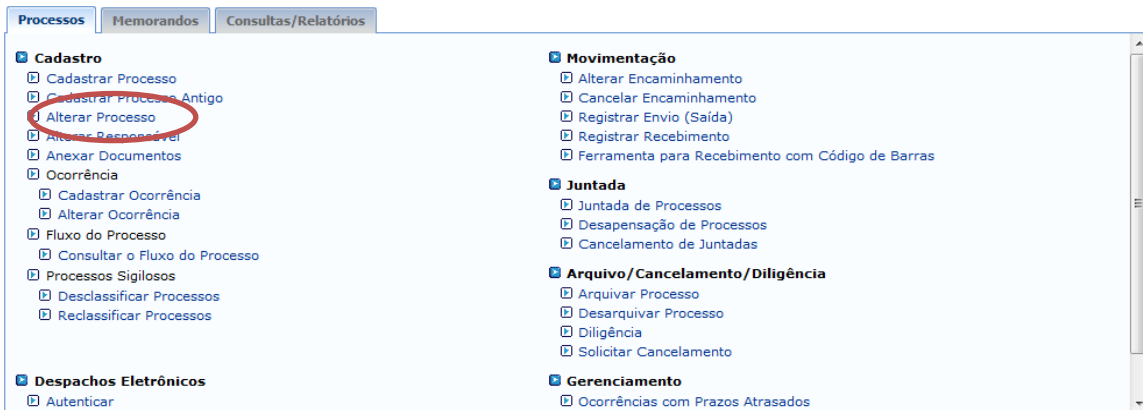 Processos Memorandos Consultas/Relatórios
Cadastro
Cadastrar Processo
Cadastrar Processo Antigo
Alterar Processo
Alterar Responsável
Anexar Documentos
Ocorrência
Cadastrar Ocorrência
Alterar Ocorrência
Fluxo do Processo
Consultar o Fluxo do Processo
Processos Sigilosos
Desclassificar Processos
Reclassificar Processos
Despachos Eletrônicos
Autenticar
Movimentação
Alterar Encaminhamento
Cancelar Encaminhamento
Registrar Envio (Saída)
Registrar Recebimento
Ferramenta para Recebimento com Código de Barras
Juntada
Juntada de Processos
Desapensação de Processos
Cancelamento de Juntadas
Arquivo/Cancelamento/Diligência
Arquivar Processo
Desarquivar Processo
Diligência
Solicitar Cancelamento
Gerenciamento
Ocorrências com Prazos Atrasados